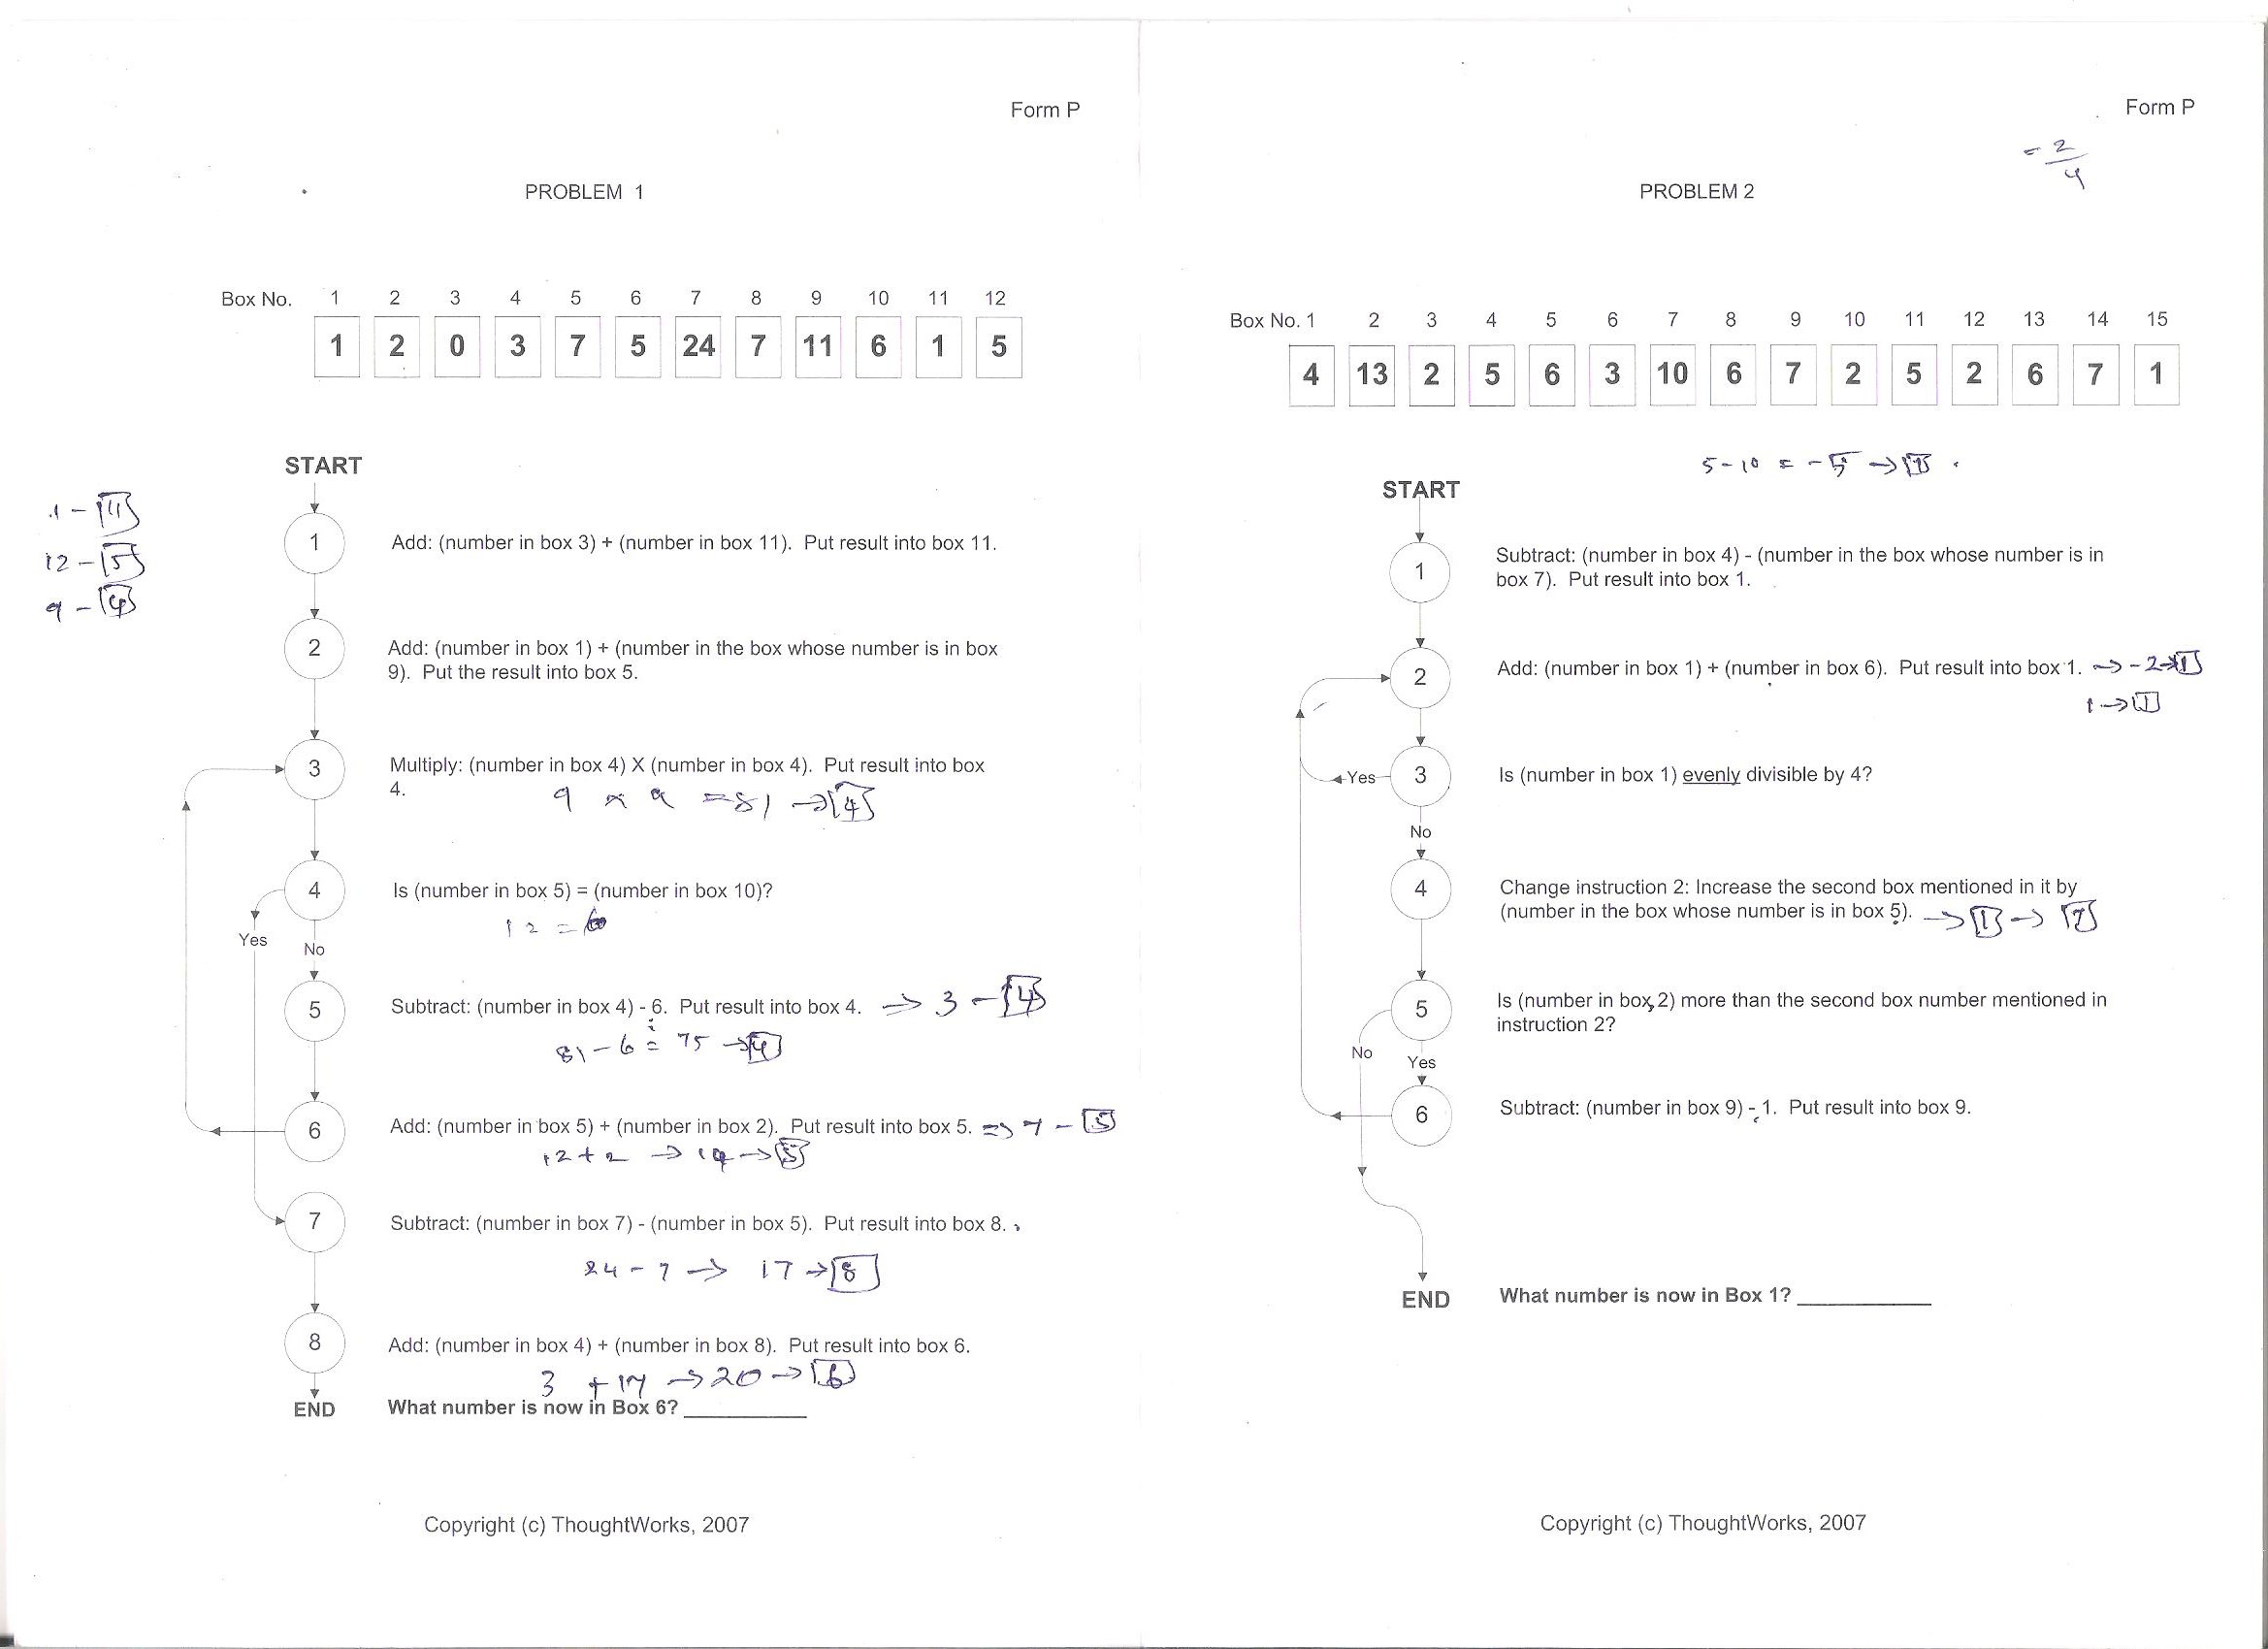 Form P
PROBLEM 1
Box No. 1 2 3 4 5 6 7 8 9 10 11 12
1 2 0 3 7 5 24 7 11 6 1 5
START
1 - 11
12 - 5
9 - 4
1 Add: (number in box 3) + (number in box 11). Put result into box 11.
2 Add: (number in box 1) + (number in the box whose number is in box
9). Put the result into box 5.
3 Multiply: (number in box 4) X (number in box 4). Put result into box
4.
9 × 9 = 81 → 4
4 Is (number in box 5) = (number in box 10)?
12 = 6
Yes
No
5 Subtract: (number in box 4) - 6. Put result into box 4. → 3 - 4
81 - 6 = 75 → 4
6 Add: (number in box 5) + (number in box 2). Put result into box 5. ⇒ 7 - 5
12 + 2 → 14 → 5
7 Subtract: (number in box 7) - (number in box 5). Put result into box 8.
24 - 7 → 17 → 8
8 Add: (number in box 4) + (number in box 8). Put result into box 6.
3 + 17 → 20 → 6
END What number is now in Box 6?
Copyright (c) ThoughtWorks, 2007
Form P
= 2/4
PROBLEM 2
Box No. 1 2 3 4 5 6 7 8 9 10 11 12 13 14 15
4 13 2 5 6 3 10 6 7 2 5 2 6 7 1
5 - 10 = -5 → 1
START
1 Subtract: (number in box 4) - (number in the box whose number is in
box 7). Put result into box 1.
2 Add: (number in box 1) + (number in box 6). Put result into box 1. → -2 → 1
1 → 1
3 Is (number in box 1) evenly divisible by 4?
Yes
No
4 Change instruction 2: Increase the second box mentioned in it by
(number in the box whose number is in box 5). → 1 → 7
5 Is (number in box 2) more than the second box number mentioned in
instruction 2?
No
Yes
6 Subtract: (number in box 9) - 1. Put result into box 9.
END What number is now in Box 1?
Copyright (c) ThoughtWorks, 2007